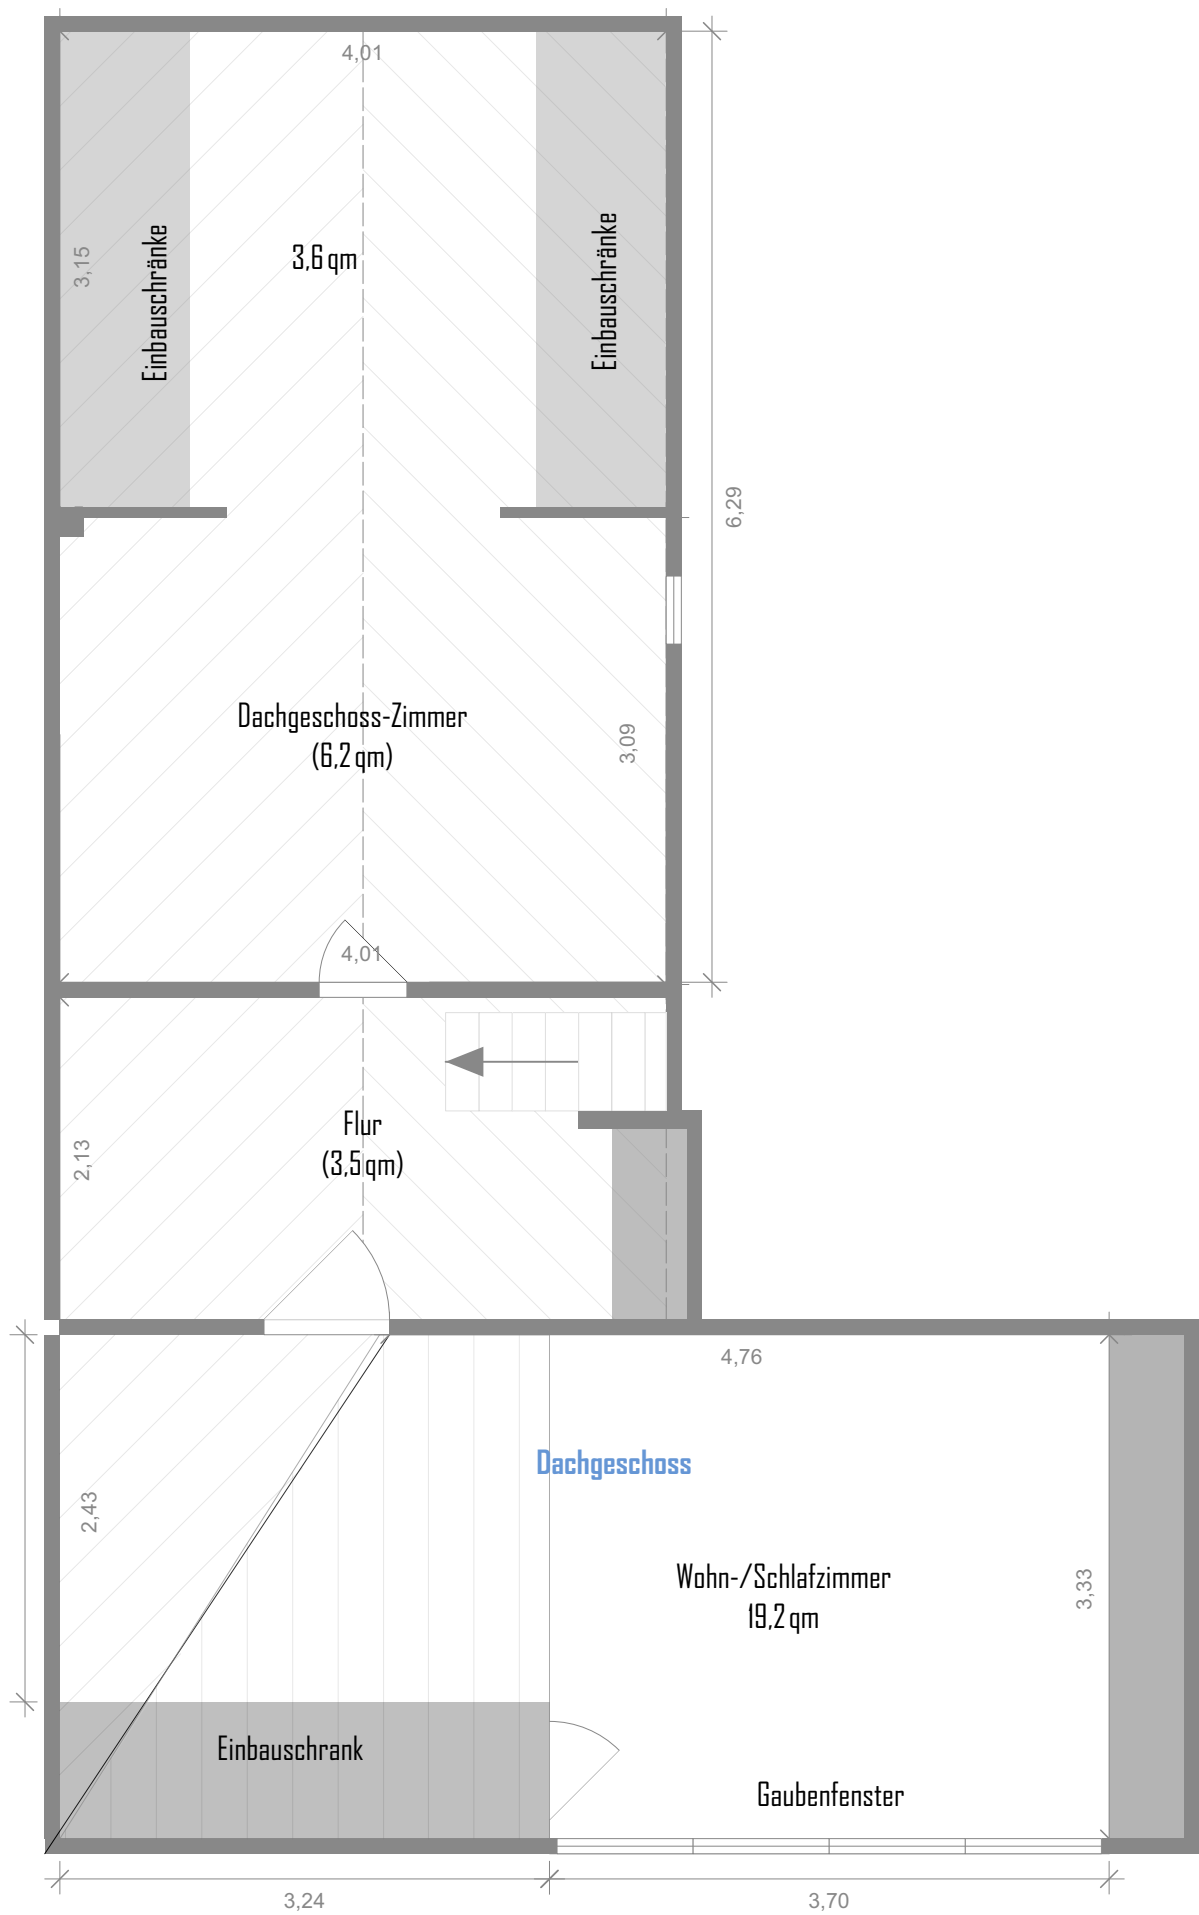 4,01
Einbauschränke
Einbauschränke
3,15
3,6 qm
6,29
Dachgeschoss-Zimmer
(6,2 qm)
3,09
4,01
Flur
(3,5 qm)
2,13
4,76
Dachgeschoss
2,43
Wohn-/Schlafzimmer
19,2 qm
3,33
Einbauschrank
Gaubenfenster
3,24
3,70